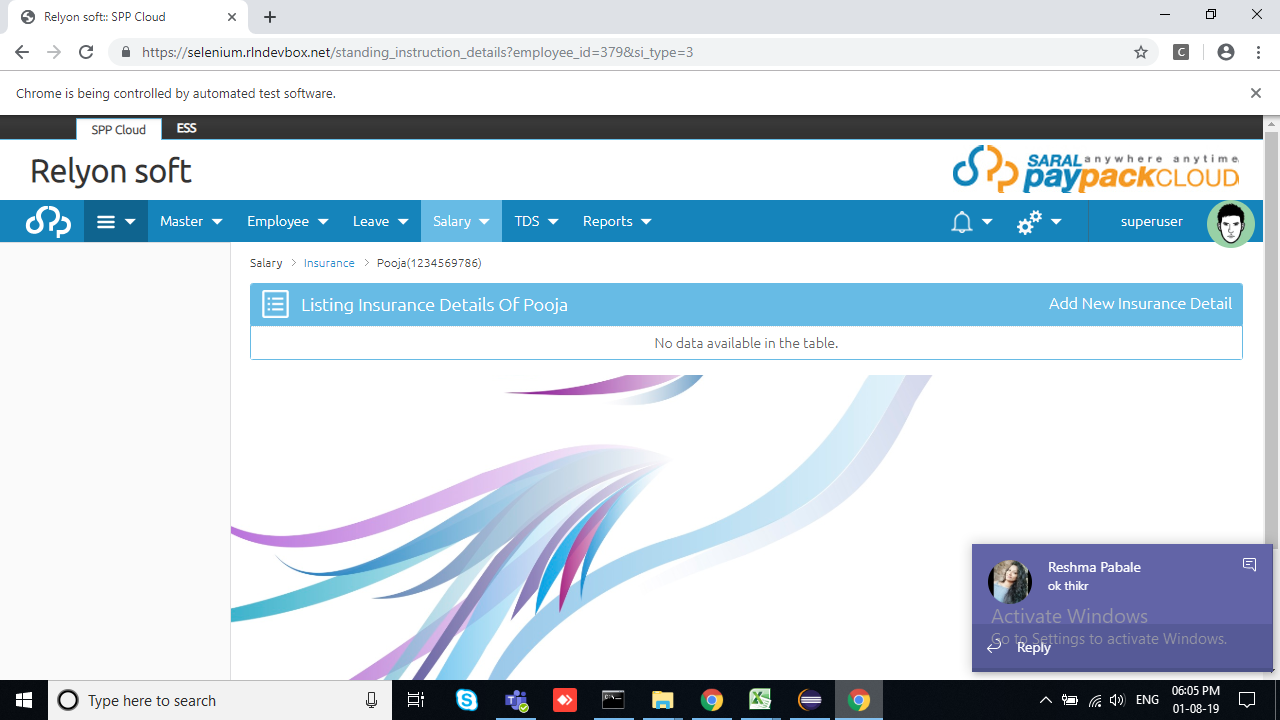 Relyon soft:: SPP Cloud
https://selenium.rlndevbox.net/standing_instruction_details?employee_id=379&si_type=3
C
Chrome is being controlled by automated test software.
SPP Cloud ESS
Relyon soft
SARAL anywhere anytime
paypackCLOUD
Master Employee Leave Salary TDS Reports superuser
Salary > Insurance > Pooja(1234569786)
Listing Insurance Details Of Pooja Add New Insurance Detail
No data available in the table.
Reshma Pabale
ok thikr
Activate Windows
Go to Settings to activate Windows.
Reply
Type here to search
ENG
06:05 PM
01-08-19